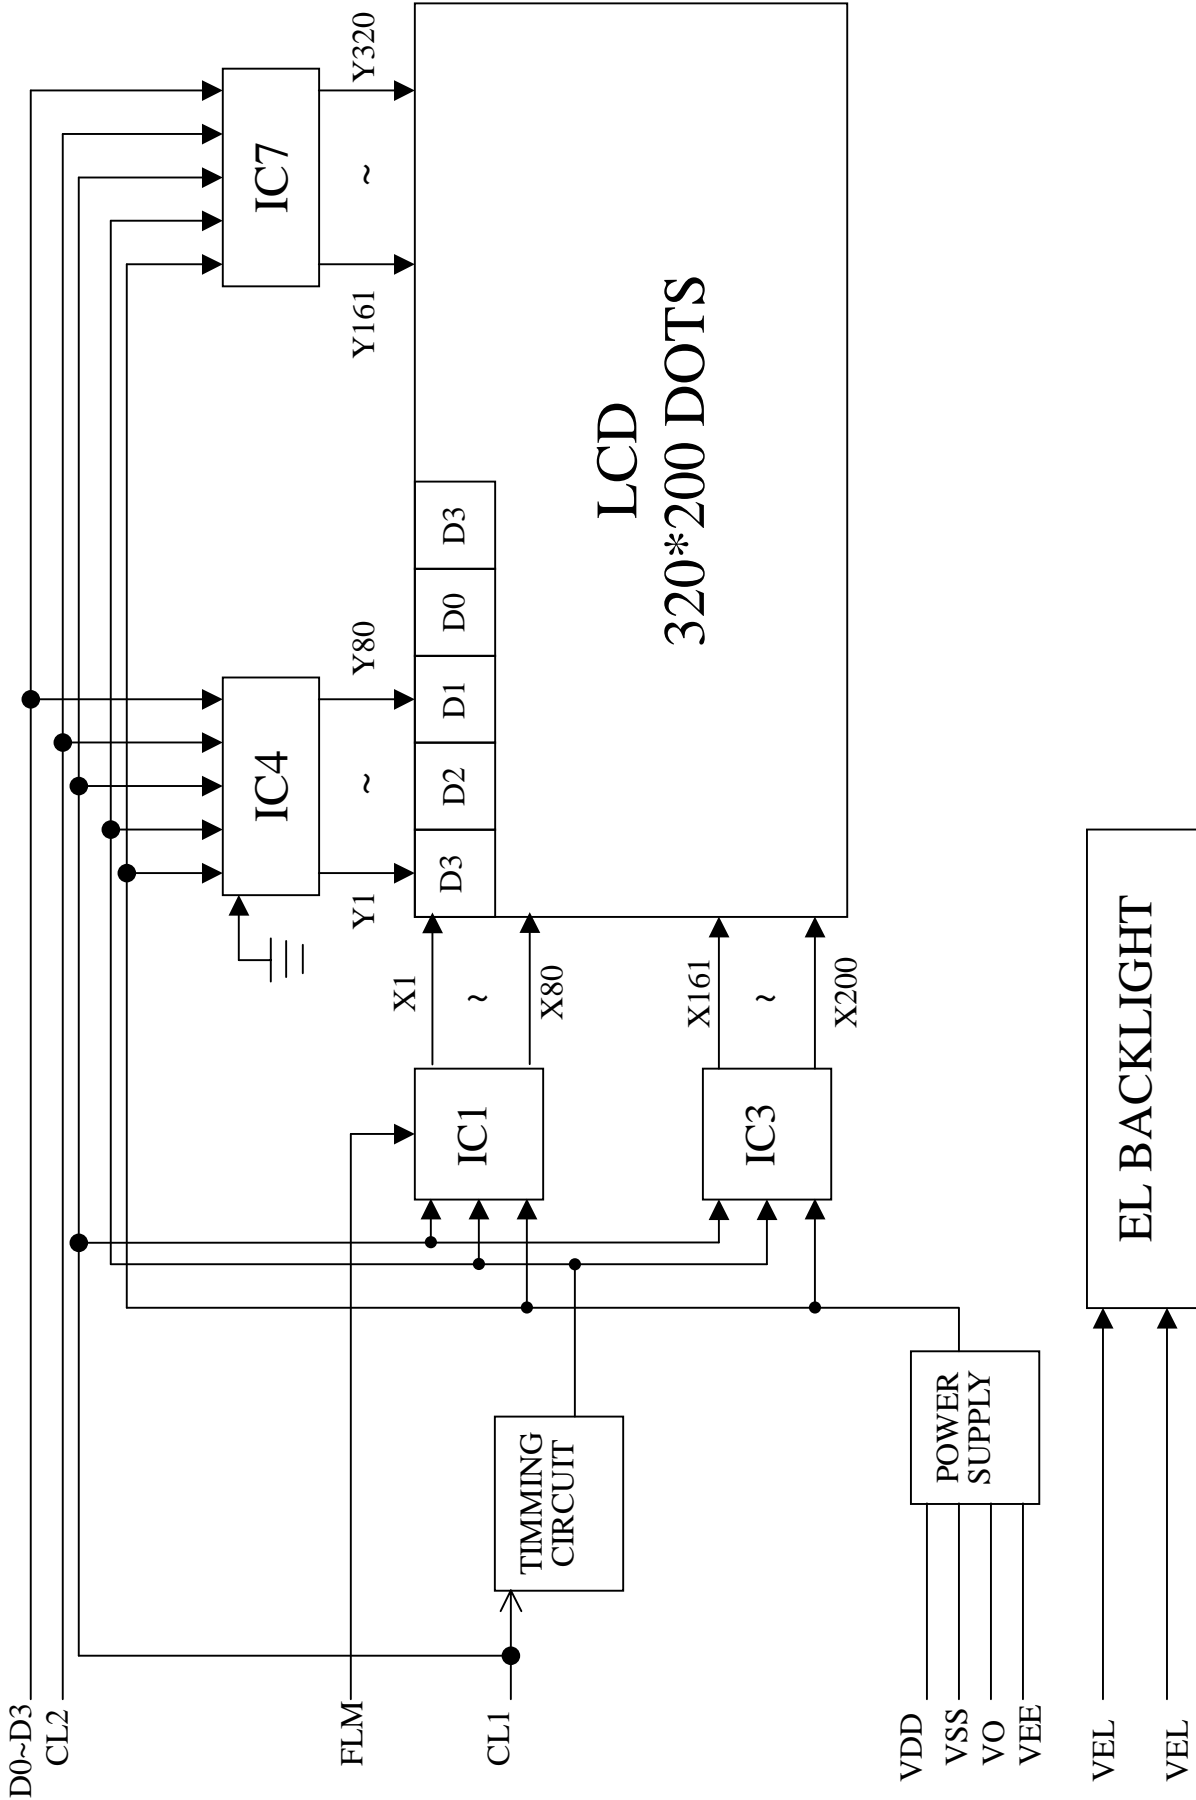 D0~D3
CL2
FLM
CL1
VDD
VSS
VO
VEE
VEL
VEL
TIMMING
CIRCUIT
POWER
SUPPLY
IC1
IC3
EL BACKLIGHT
X1
~
X80
X161
~
X200
IC4
Y1
~
Y80
IC7
Y161
~
Y320
D3
D2
D1
D0
D3
LCD
320*200 DOTS